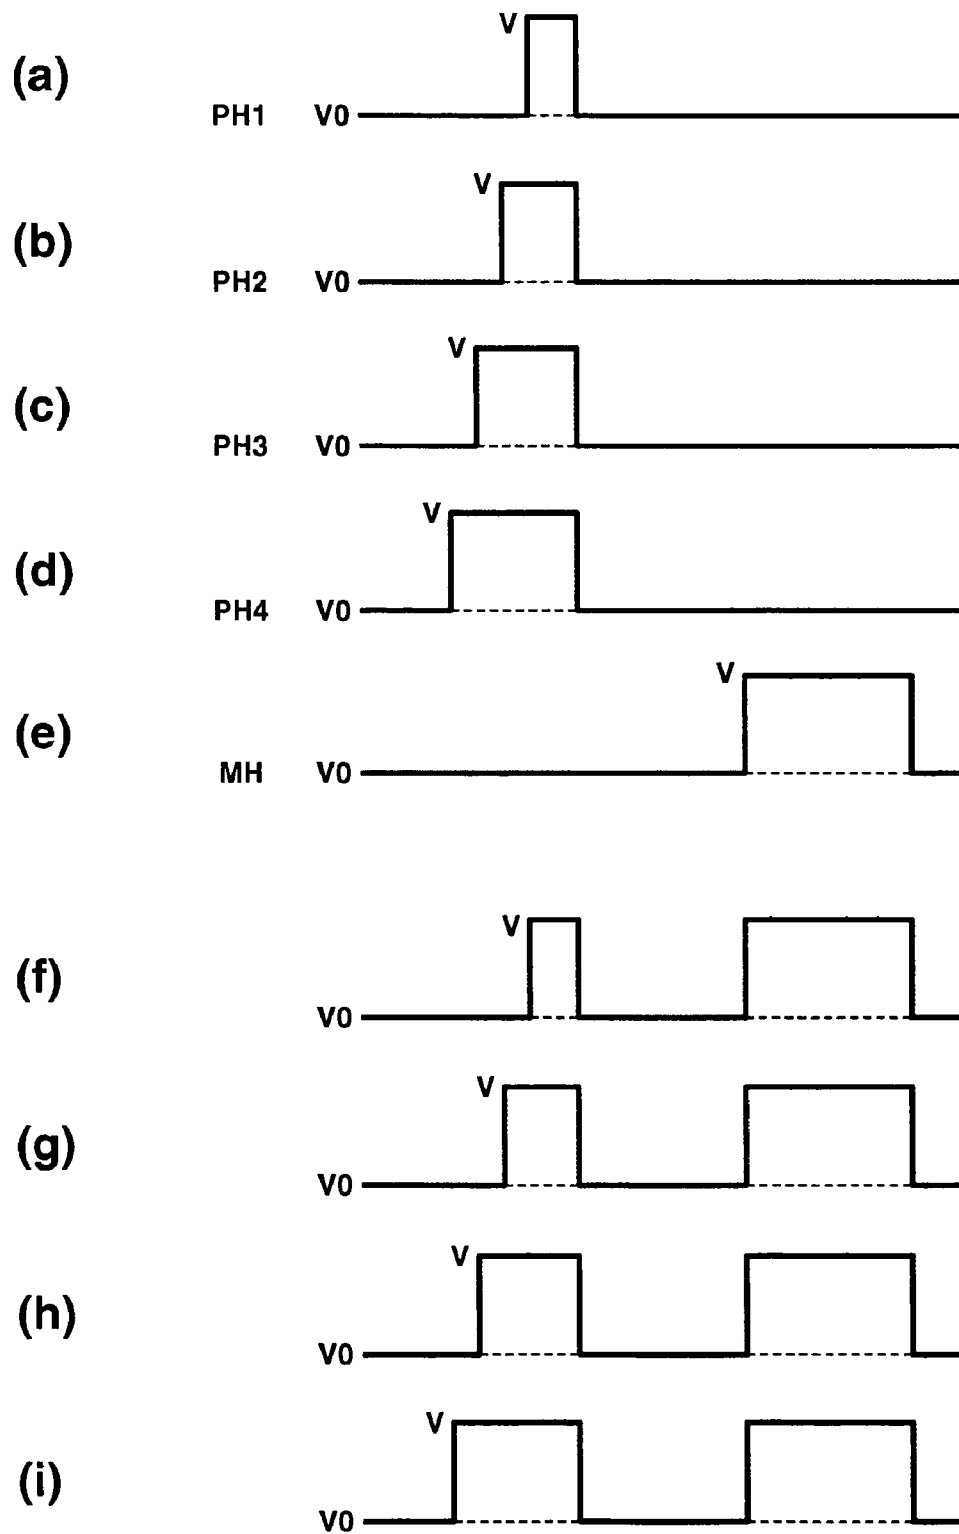 (a)
V
PH1 V0
(b)
V
PH2 V0
(c)
V
PH3 V0
(d)
V
PH4 V0
(e)
V
MH V0
(f)
V
V0
(g)
V
V0
(h)
V
V0
(i)
V
V0